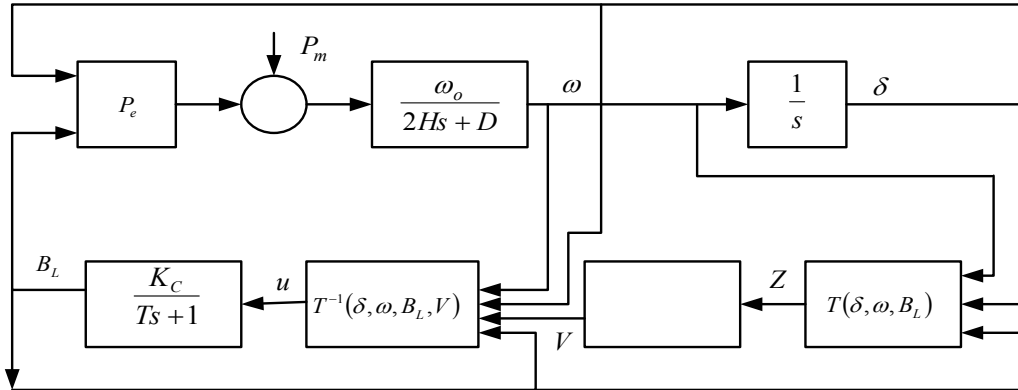 P_m
P_e
ω_o / 2Hs + D
ω
1 / s
δ
B_L
K_C / Ts + 1
u
T^{-1}(δ, ω, B_L, V)
V
Z
T(δ, ω, B_L)